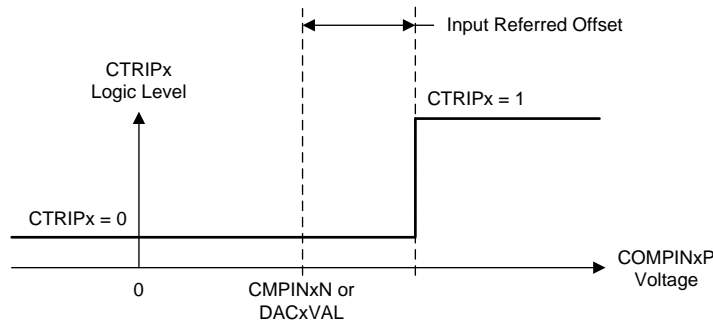 Input Referred Offset
CTRIPx
Logic Level
CTRIPx = 1
CTRIPx = 0
COMPINxP
Voltage
0
CMPINxN or
DACxVAL